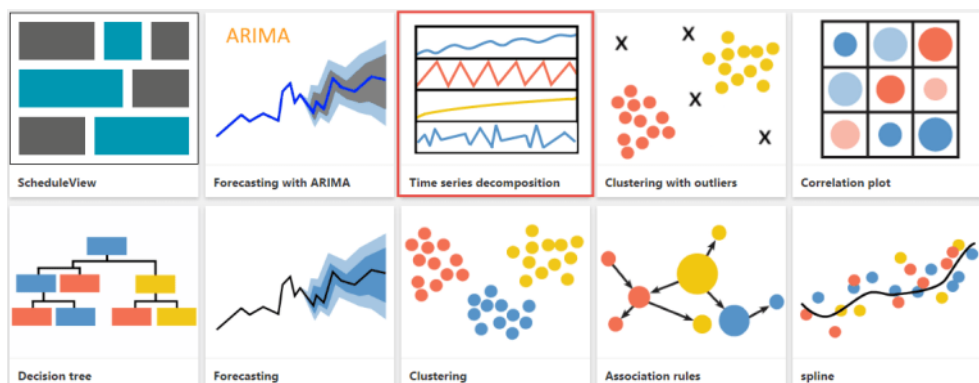 ARIMA
ScheduleView
Forecasting with ARIMA
Time series decomposition
X
X
X
X
Clustering with outliers
Correlation plot
Decision tree
Forecasting
Clustering
Association rules
spline